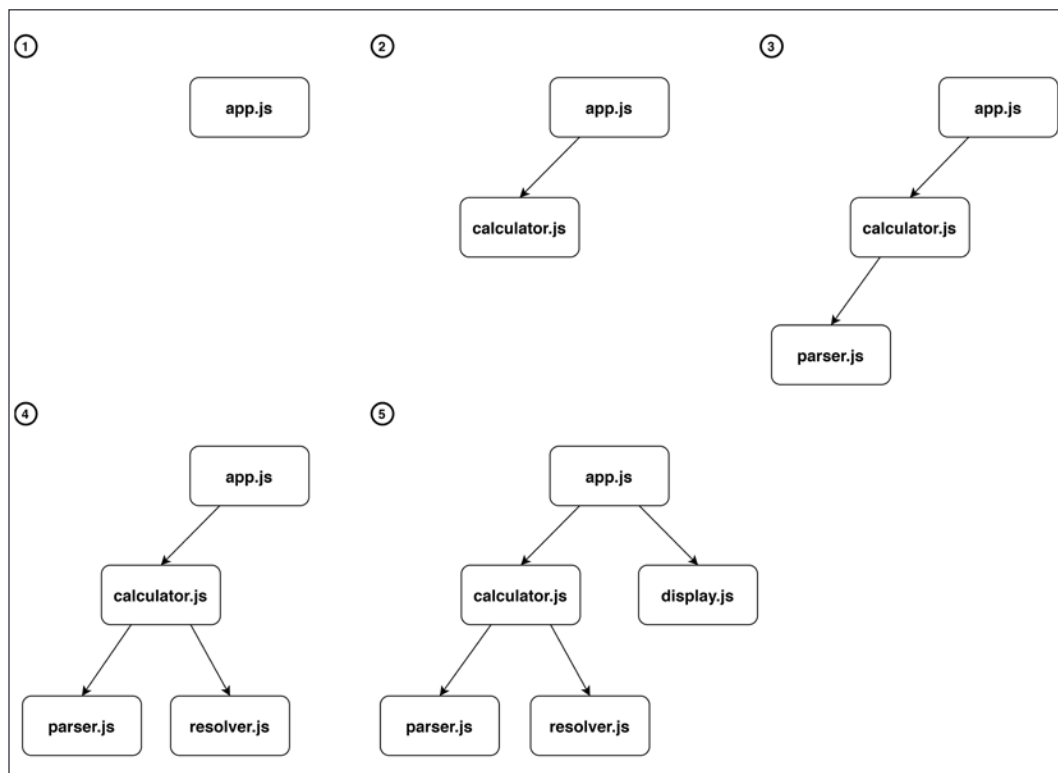 1
app.js
2
app.js
calculator.js
3
app.js
calculator.js
parser.js
4
app.js
calculator.js
parser.js
resolver.js
5
app.js
calculator.js
display.js
parser.js
resolver.js